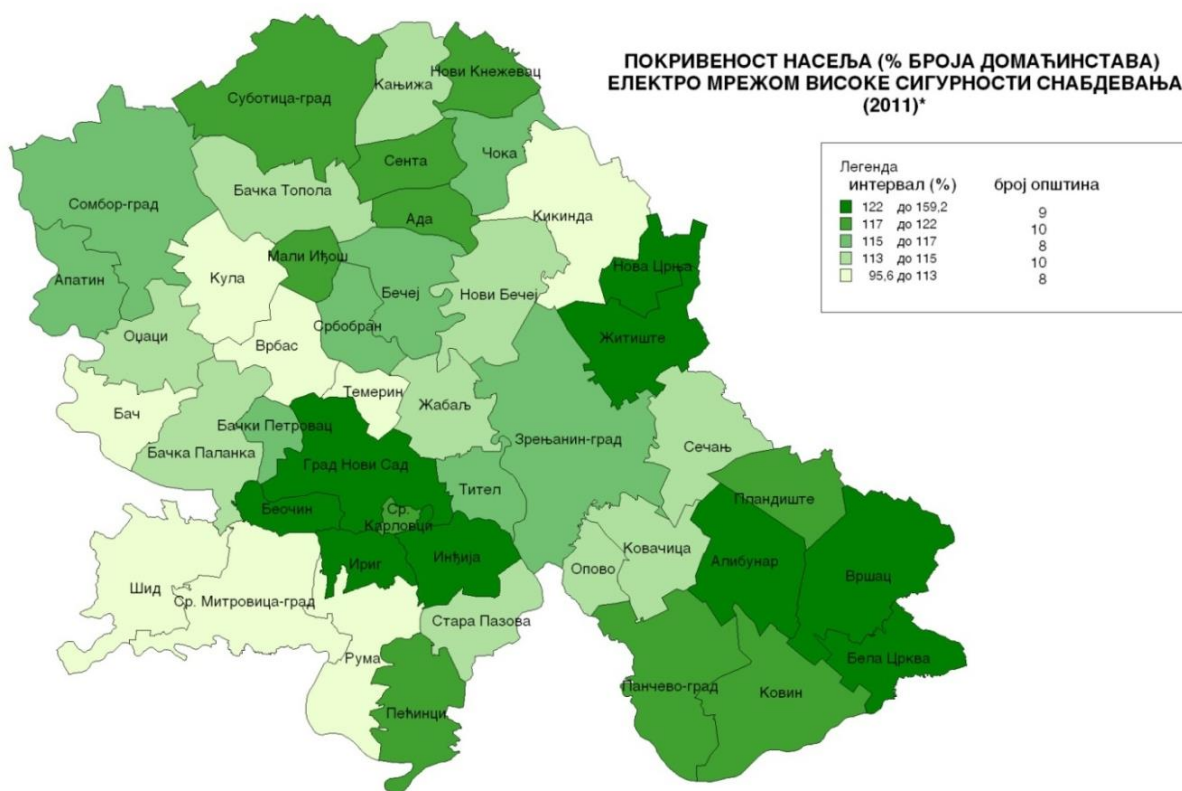 ПОКРИВЕНОСТ НАСЕЉА (% БРОЈА ДОМАЋИНСТАВА)
ЕЛЕКТРО МРЕЖОМ ВИСОКЕ СИГУРНОСТИ СНАБДЕВАЊА
(2011)*
Легенда
интервал (%) број општина
122 до 159,2 9
117 до 122 10
115 до 117 8
113 до 115 10
95,6 до 113 8
Суботица-град
Кањижа
Нови Кнежевац
Сента
Чока
Бачка Топола
Сомбор-град
Ада
Кикинда
Мали Иђош
Нова Црња
Апатин
Кула
Бечеј
Нови Бечеј
Србобран
Житиште
Оџаци
Врбас
Темерин
Бач
Жабаљ
Бачки Петровац
Зрењанин-град
Сечањ
Бачка Паланка
Град Нови Сад
Тител
Пландиште
Беочин
Ср.
Карловци
Ковачица
Ириг
Инђија
Опово
Алибунар
Вршац
Шид
Ср. Митровица-град
Стара Пазова
Рума
Бела Црква
Панчево-град
Ковин
Пећинци